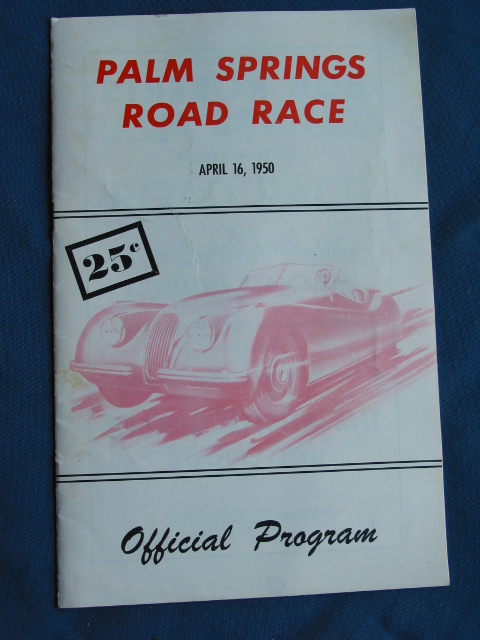 PALM SPRINGS
ROAD RACE
APRIL 16, 1950
25¢
Official Program